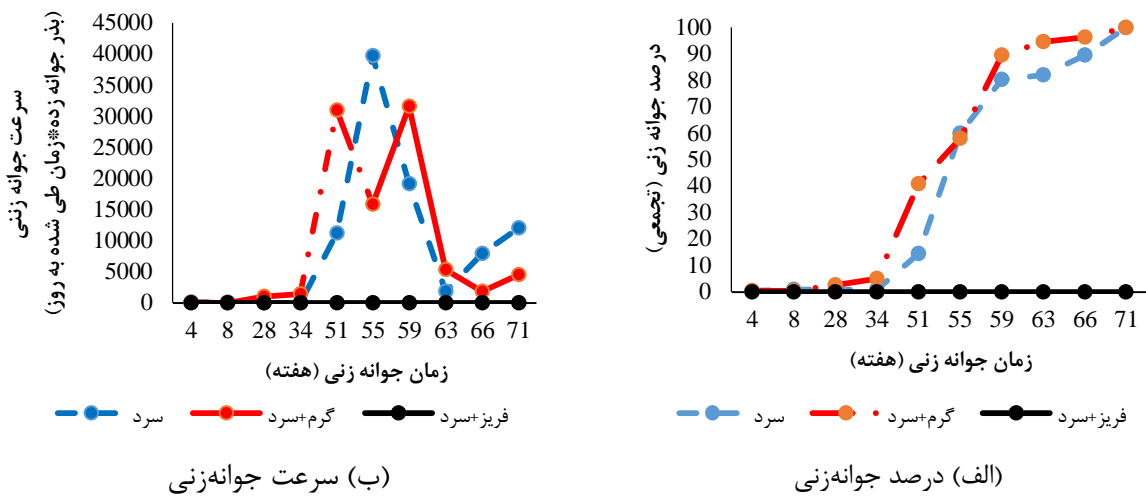 سرعت جوانه زننی
(بذر جوانه زده*زمان طی شده به روز)
45000
40000
35000
30000
25000
20000
15000
10000
5000
0
4 8 28 34 51 55 59 63 66 71
زمان جوانه زنی (هفته)
سرد گرم+سرد فریز+سرد
(ب) سرعت جوانه‌زنی
درصد جوانه زنی (تجمعی)
100
90
80
70
60
50
40
30
20
10
0
4 8 28 34 51 55 59 63 66 71
زمان جوانه زنی (هفته)
سرد گرم+سرد فریز+سرد
(الف) درصد جوانه‌زنی